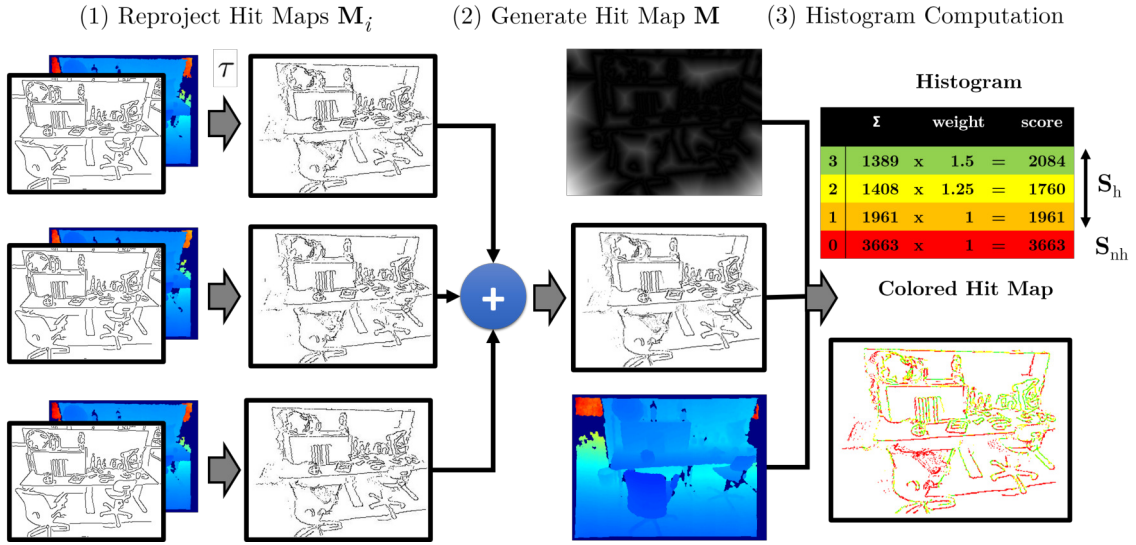 (1) Reproject Hit Maps M_i (2) Generate Hit Map M (3) Histogram Computation
τ
Histogram
Σ weight score
3 1389 x 1.5 = 2084
2 1408 x 1.25 = 1760
1 1961 x 1 = 1961
0 3663 x 1 = 3663
S_h
S_nh
+
Colored Hit Map